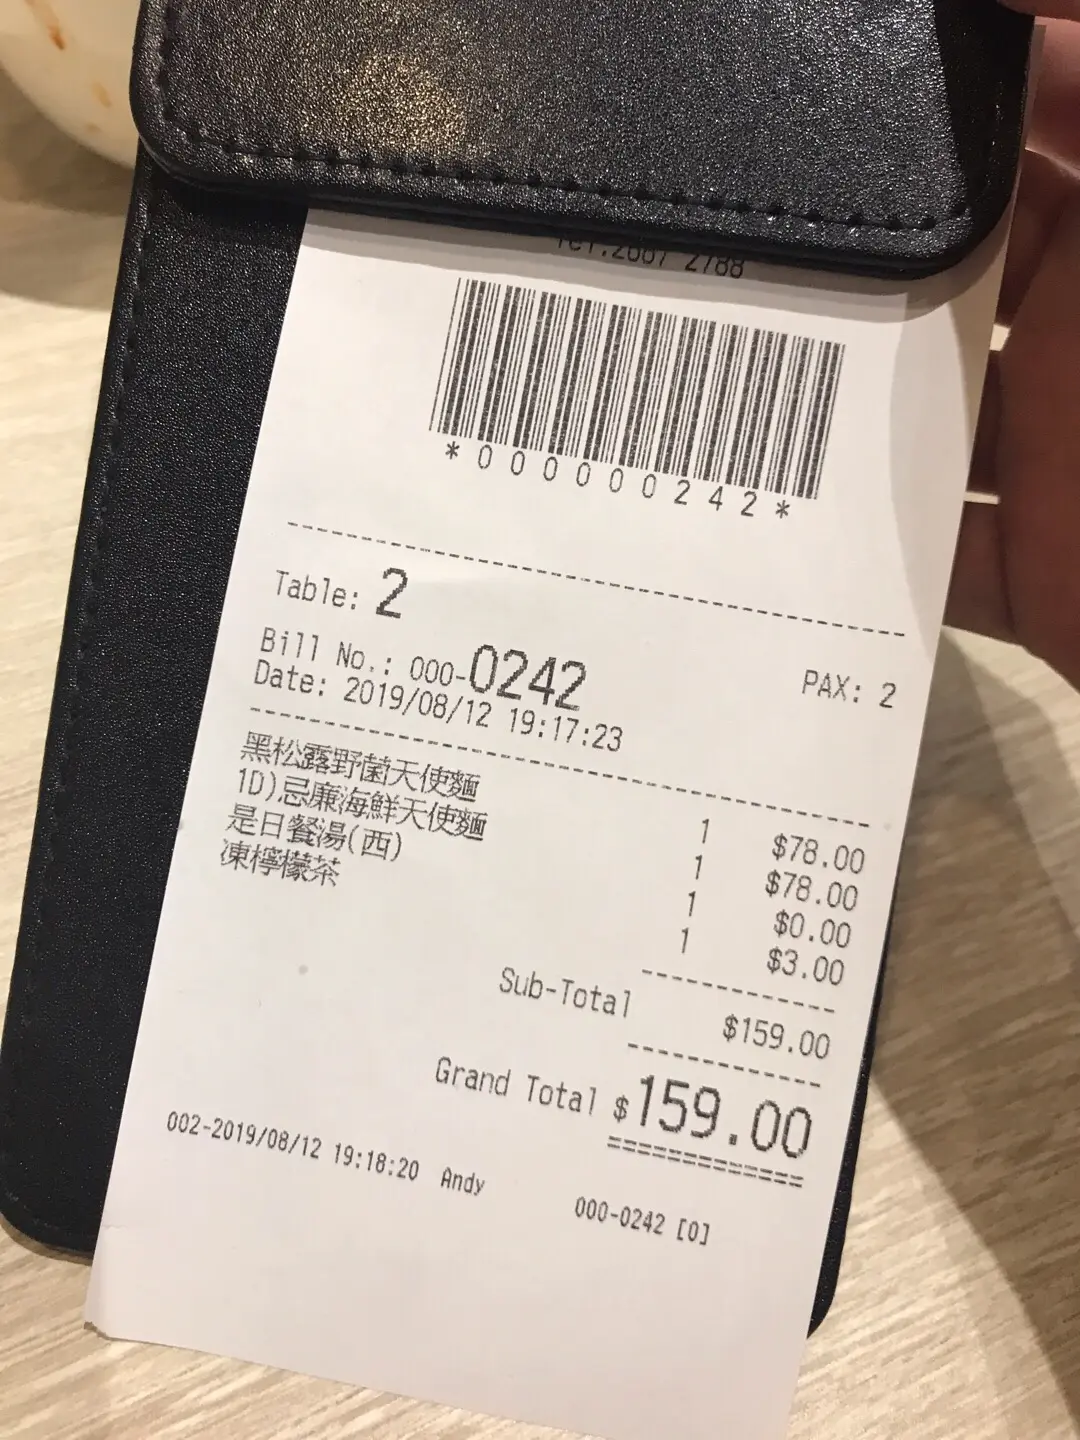 Tel:2667 2788
*000000242*
Table: 2
Bill No.: 000-0242 PAX: 2
Date: 2019/08/12 19:17:23
黑松露野菌天使麵 1 $78.00
1D)忌廉海鮮天使麵 1 $78.00
是日餐湯(西) 1 $0.00
凍檸檬茶 1 $3.00
Sub-Total $159.00
Grand Total $159.00
002-2019/08/12 19:18:20 Andy 000-0242 [0]